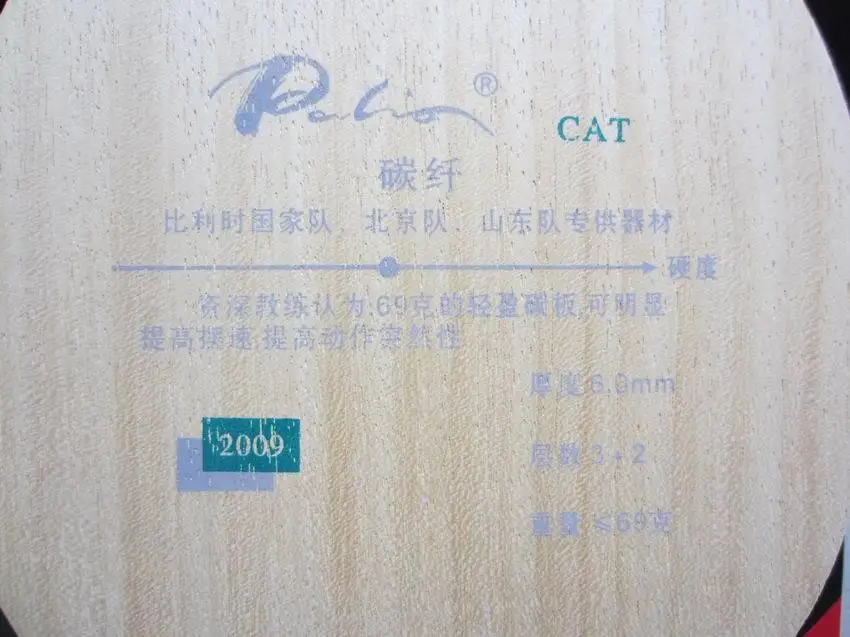 Palio®
CAT
碳纤
比利时国家队、北京队、山东队专供器材
硬度
资深教练认为:69克的轻盈碳板,可明显
提高摆速,提高动作突然性
厚度 6.0mm
2009
层数 3+2
重量 ≤69克